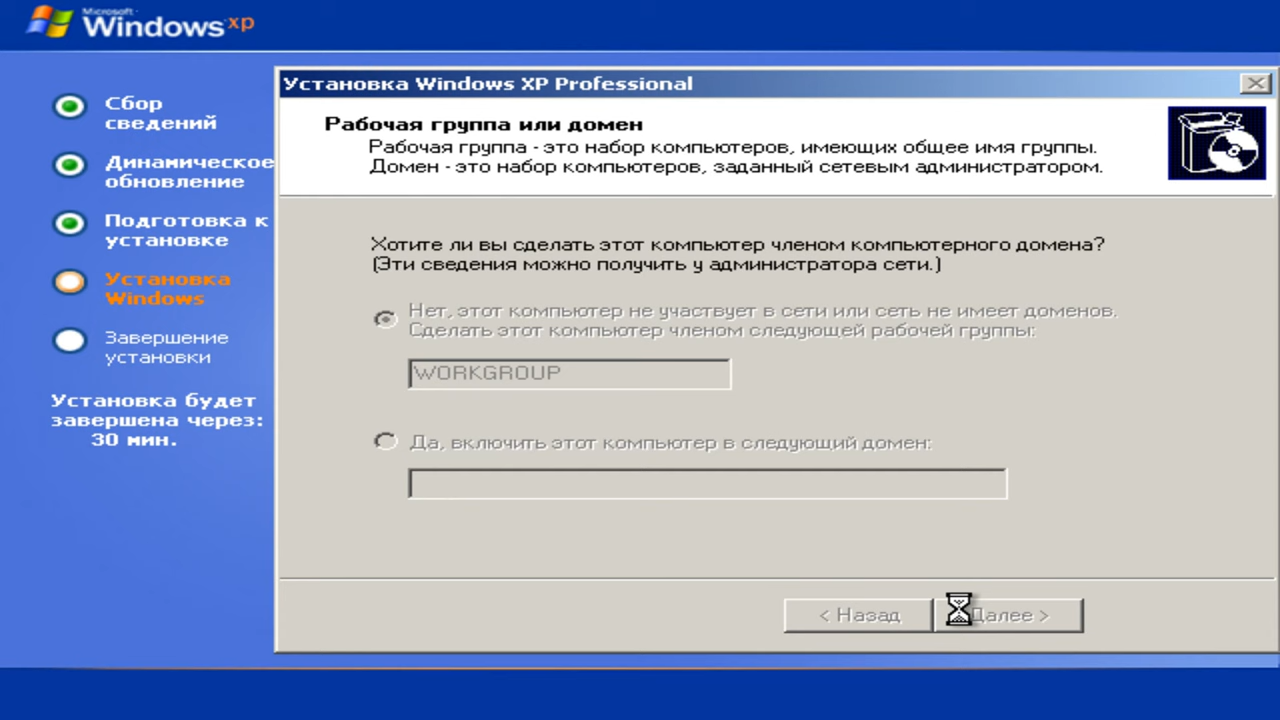 Microsoft
Windows xp
Сбор
сведений
Динамическое
обновление
Подготовка к
установке
Установка
Windows
Завершение
установки
Установка будет
завершена через:
30 мин.
Установка Windows XP Professional
Рабочая группа или домен
Рабочая группа - это набор компьютеров, имеющих общее имя группы.
Домен - это набор компьютеров, заданный сетевым администратором.
Хотите ли вы сделать этот компьютер членом компьютерного домена?
(Эти сведения можно получить у администратора сети.)
Нет, этот компьютер не участвует в сети или сеть не имеет доменов.
Сделать этот компьютер членом следующей рабочей группы:
WORKGROUP
Да, включить этот компьютер в следующий домен:
< Назад
Далее >